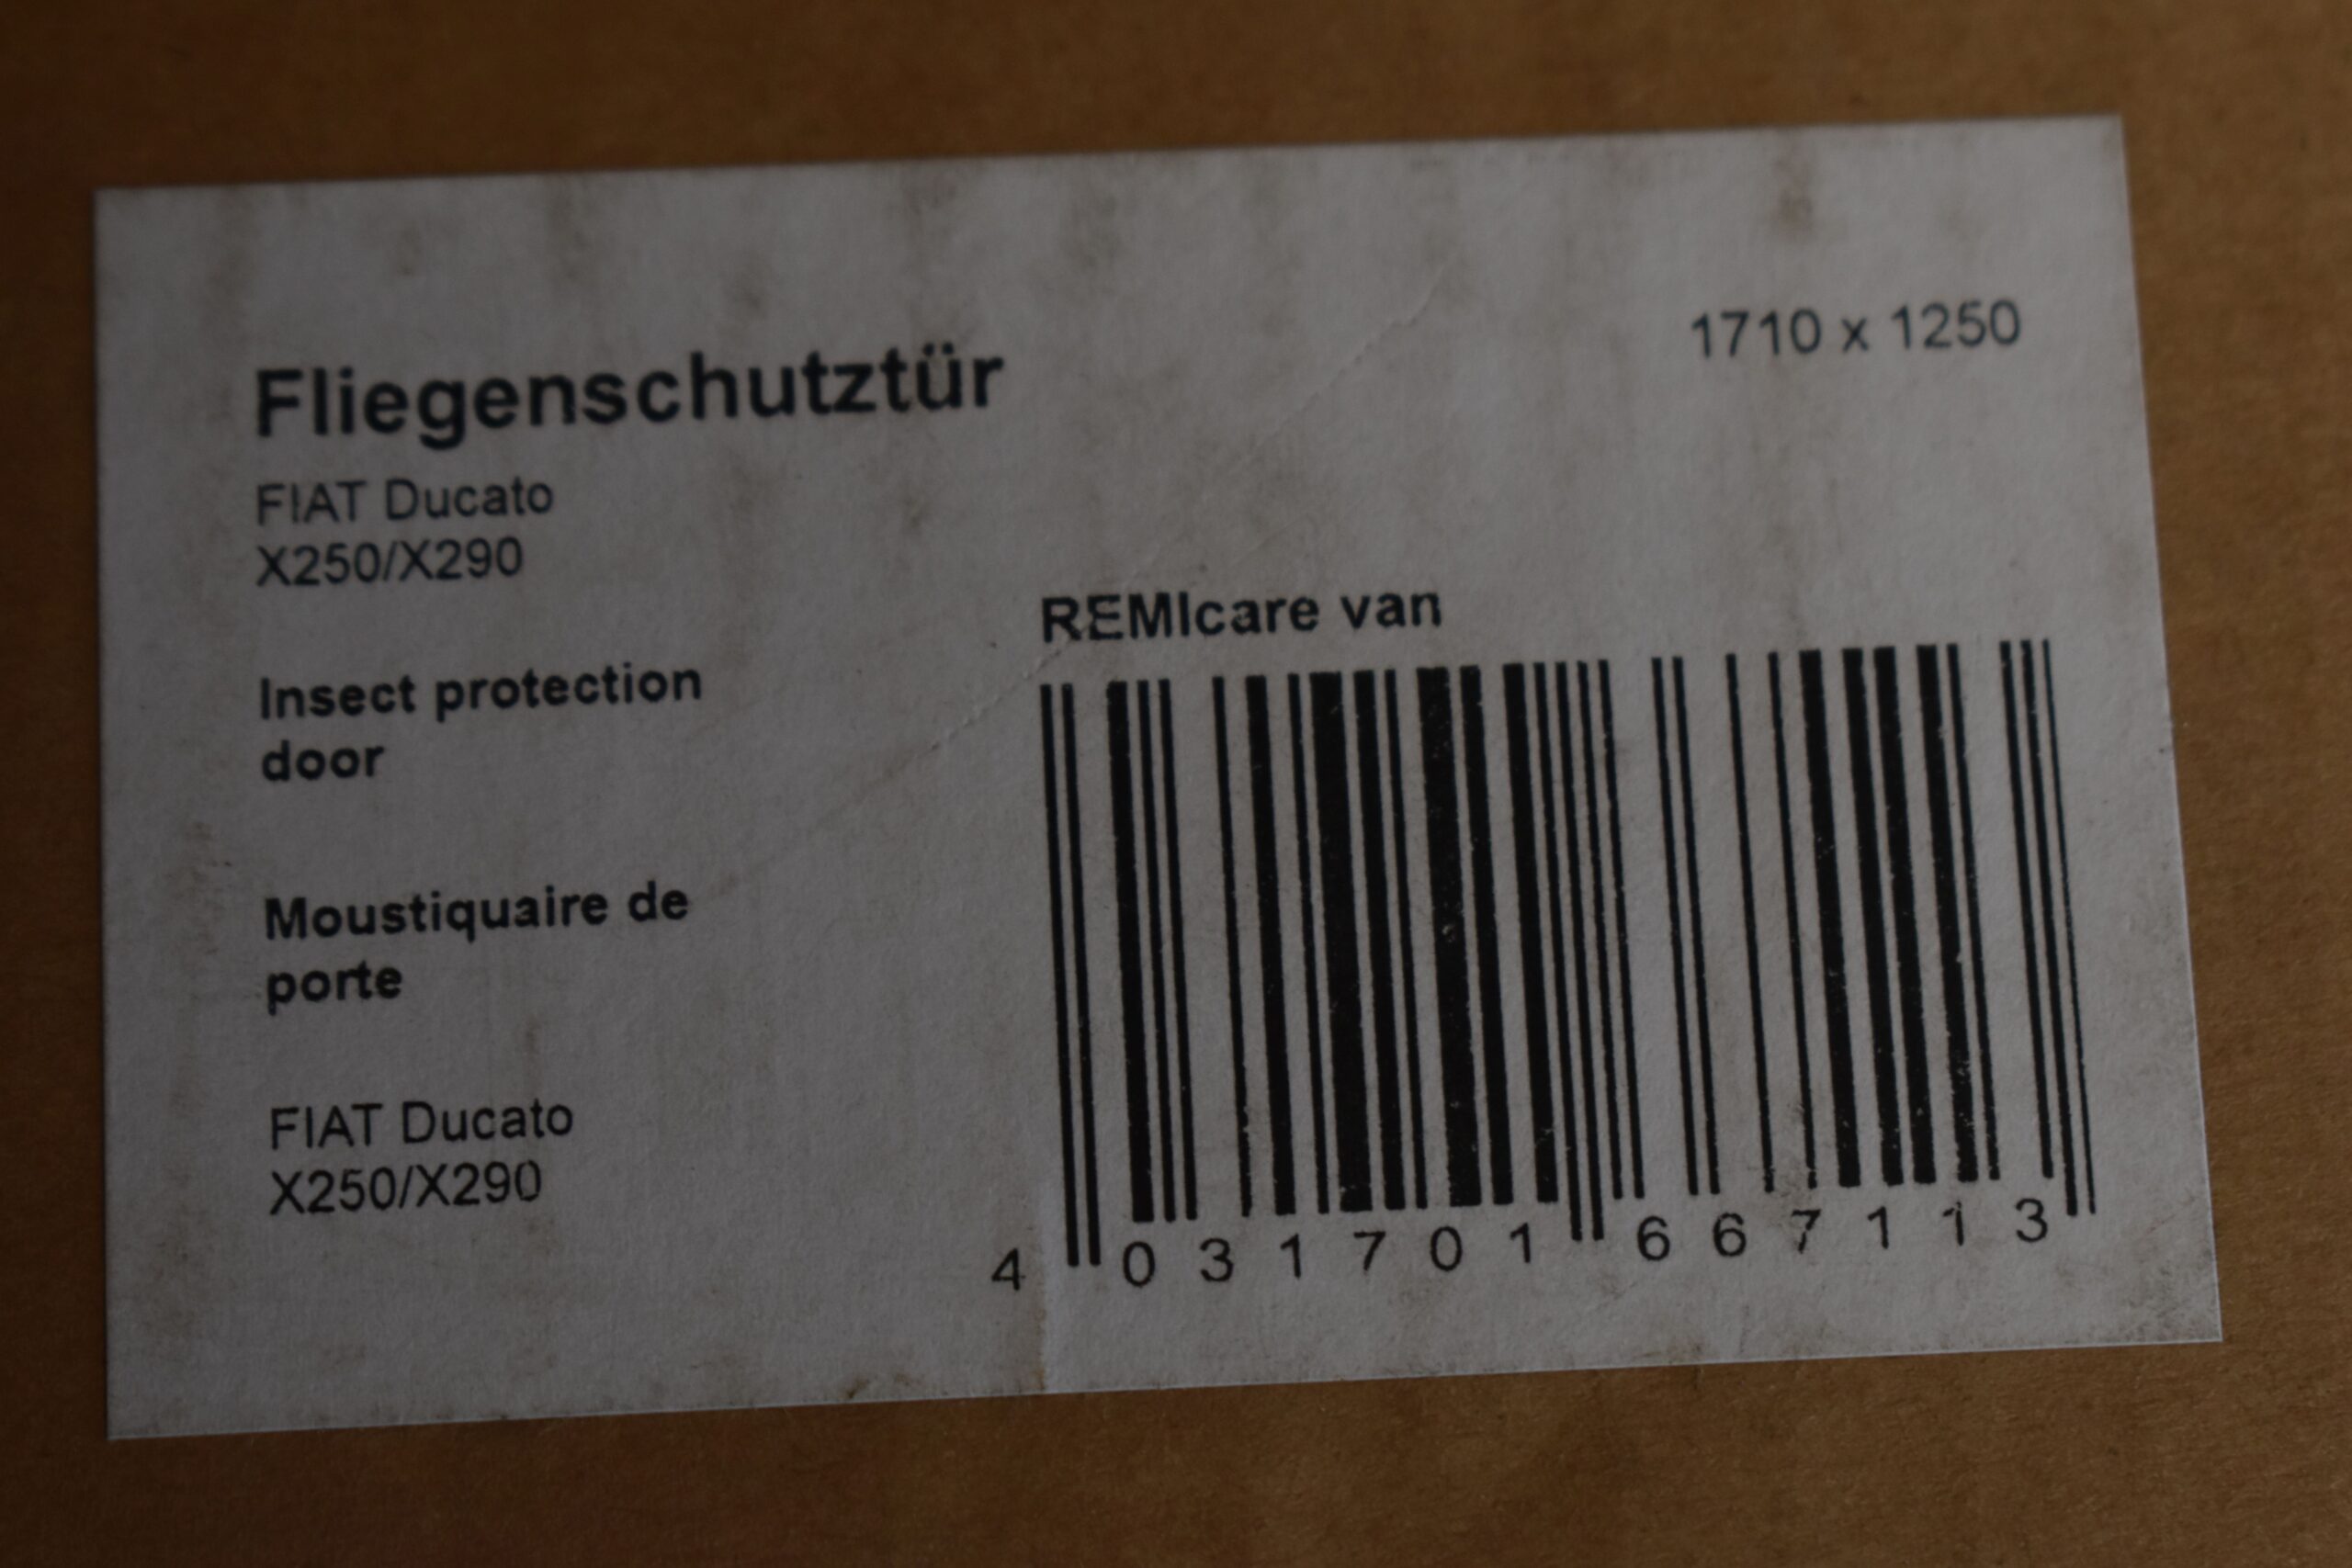 1710 x 1250
Fliegenschutztür
FIAT Ducato
X250/X290
Insect protection
door
Moustiquaire de
porte
FIAT Ducato
X250/X290
REMIcare van
4 031701 667113